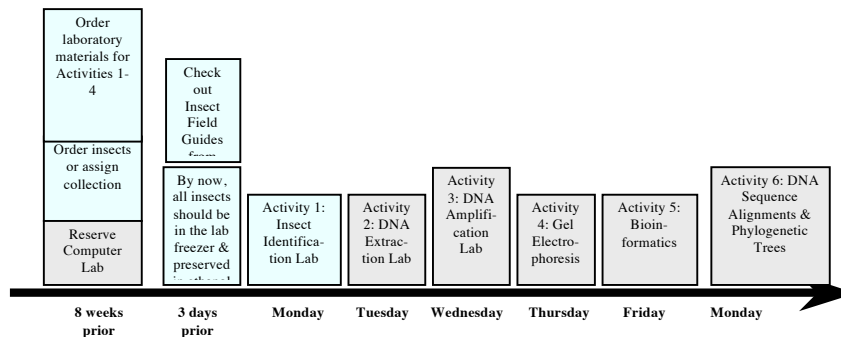 Order
laboratory
materials for
Activities 1-
4
Order insects
or assign
collection
Reserve
Computer
Lab
Check
out
Insect
Field
Guides
By now,
all insects
should be
in the lab
freezer &
preserved
Activity 1:
Insect
Identifica-
tion Lab
Activity
2: DNA
Extrac-
tion Lab
Activity
3: DNA
Amplifi-
cation
Lab
Activity
4: Gel
Electro-
phoresis
Activity 5:
Bioin-
formatics
Activity 6: DNA
Sequence
Alignments &
Phylogenetic
Trees
8 weeks
prior
3 days
prior
Monday
Tuesday
Wednesday
Thursday
Friday
Monday